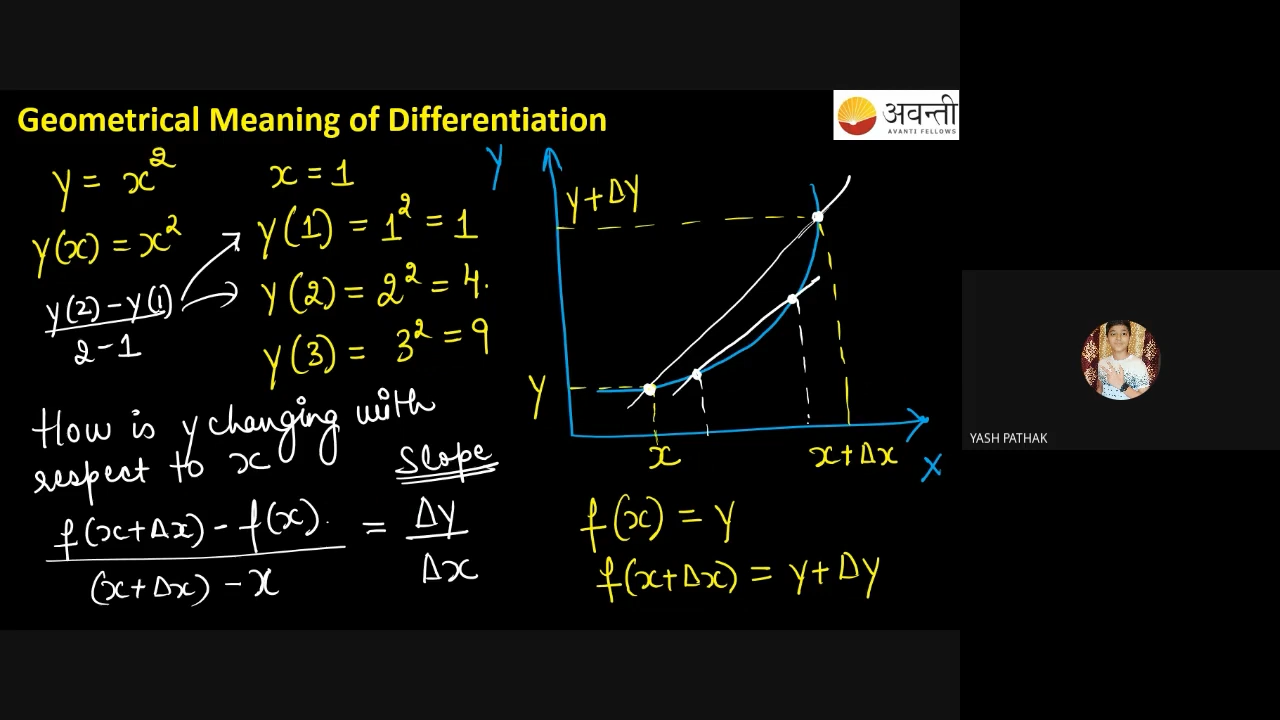 Geometrical Meaning of Differentiation
अवन्ती
AVANTI FELLOWS
y = x²
x = 1
y(x) = x²
y(1) = 1² = 1
y(2) - y(1)
2 - 1
y(2) = 2² = 4.
y(3) = 3² = 9
How is y changing with
respect to x
Slope
f(x+Δx) - f(x). = Δy
(x+Δx) - x Δx
Y
y+Δy
y
x
x+Δx
X
f(x) = y
f(x+Δx) = y+Δy
YASH PATHAK